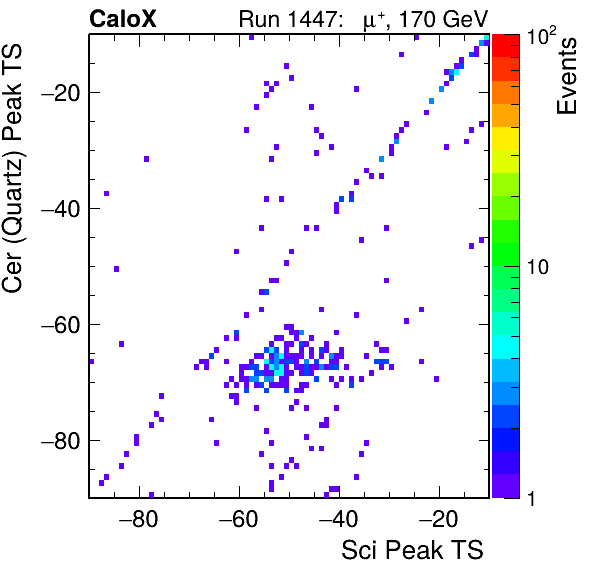 CaloX Run 1447: μ⁺, 170 GeV
Cer (Quartz) Peak TS
−20
−40
−60
−80
−80 −60 −40 −20
Sci Peak TS
10²
10
1
Events